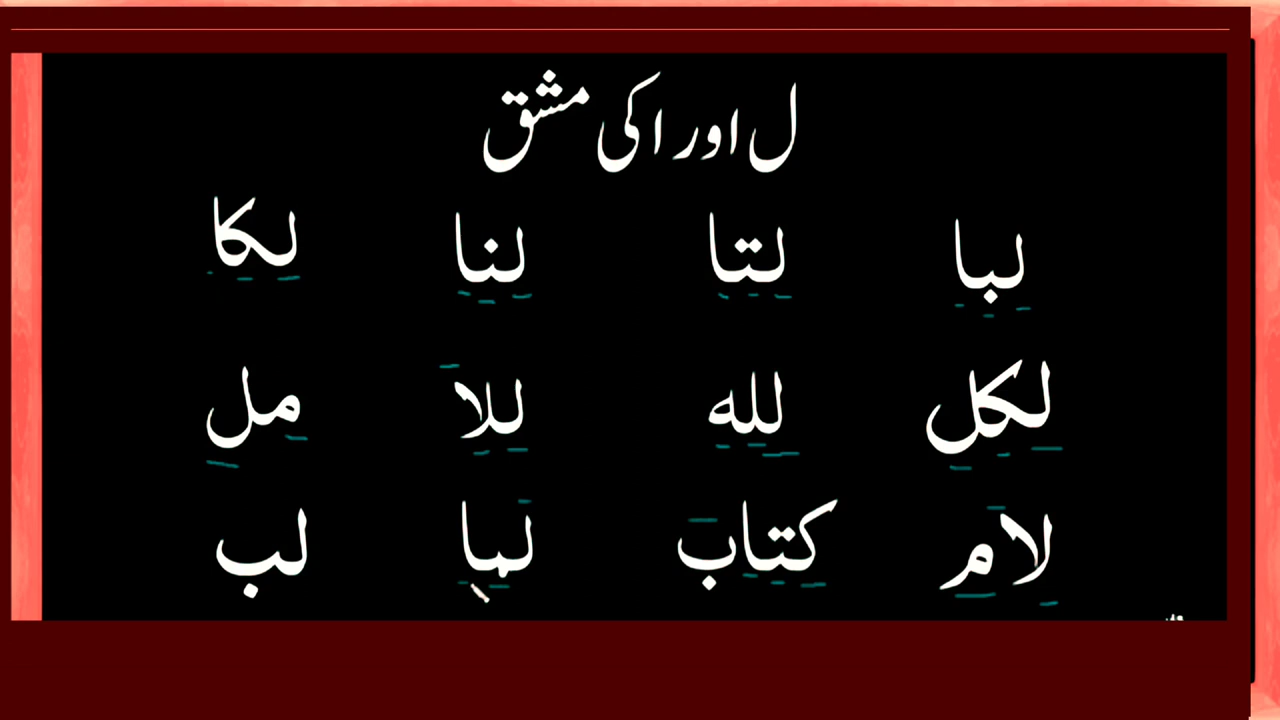 ل اور ا کی مشق
لبا لتا لنا لکا
لکل لله للا مل
لام کتاب لما لب